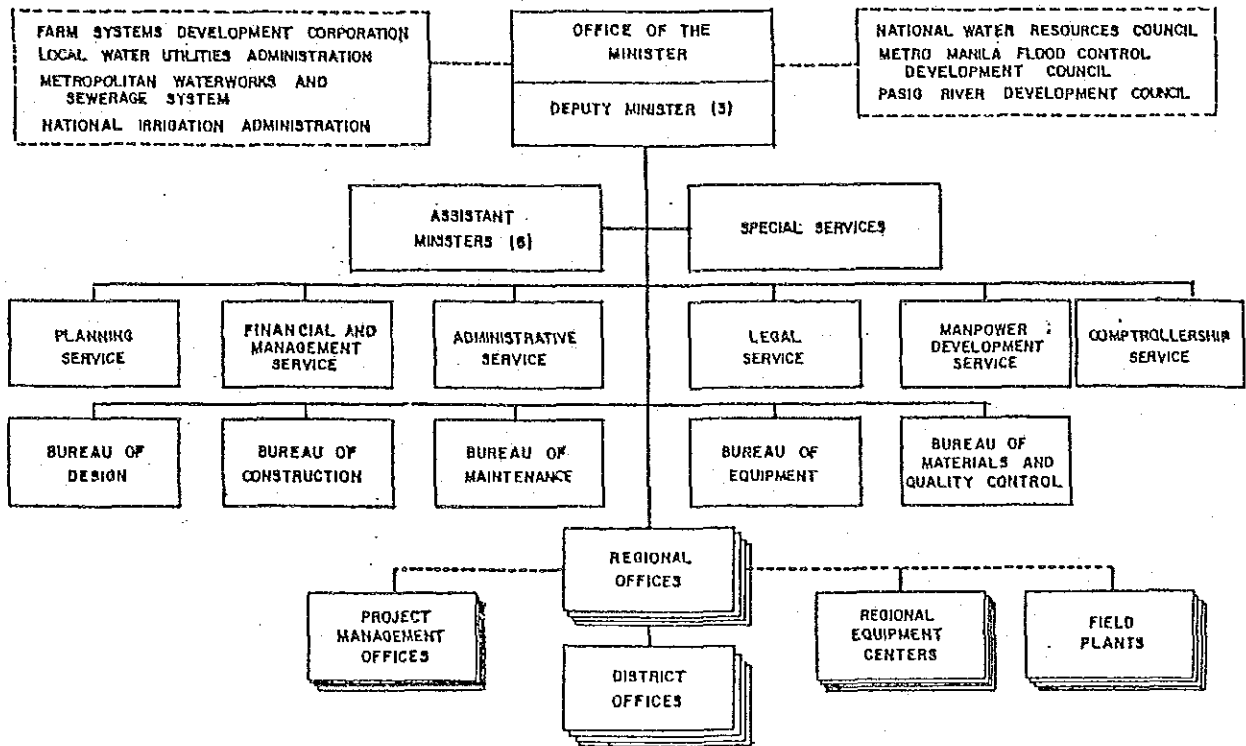 FARM SYSTEMS DEVELOPMENT CORPORATION
LOCAL WATER UTILITIES ADMINISTRATION
METROPOLITAN WATERWORKS AND
SEWERAGE SYSTEM
NATIONAL IRRIGATION ADMINISTRATION
OFFICE OF THE
MINISTER
DEPUTY MINISTER (3)
NATIONAL WATER RESOURCES COUNCIL
METRO MANILA FLOOD CONTROL
DEVELOPMENT COUNCIL
PASIG RIVER DEVELOPMENT COUNCIL
ASSISTANT
MINISTERS (6)
SPECIAL SERVICES
PLANNING
SERVICE
FINANCIAL AND
MANAGEMENT
SERVICE
ADMINISTRATIVE
SERVICE
LEGAL
SERVICE
MANPOWER
DEVELOPMENT
SERVICE
COMPTROLLERSHIP
SERVICE
BUREAU OF
DESIGN
BUREAU OF
CONSTRUCTION
BUREAU OF
MAINTENANCE
BUREAU OF
EQUIPMENT
BUREAU OF
MATERIALS AND
QUALITY CONTROL
REGIONAL
OFFICES
PROJECT
MANAGEMENT
OFFICES
DISTRICT
OFFICES
REGIONAL
EQUIPMENT
CENTERS
FIELD
PLANTS